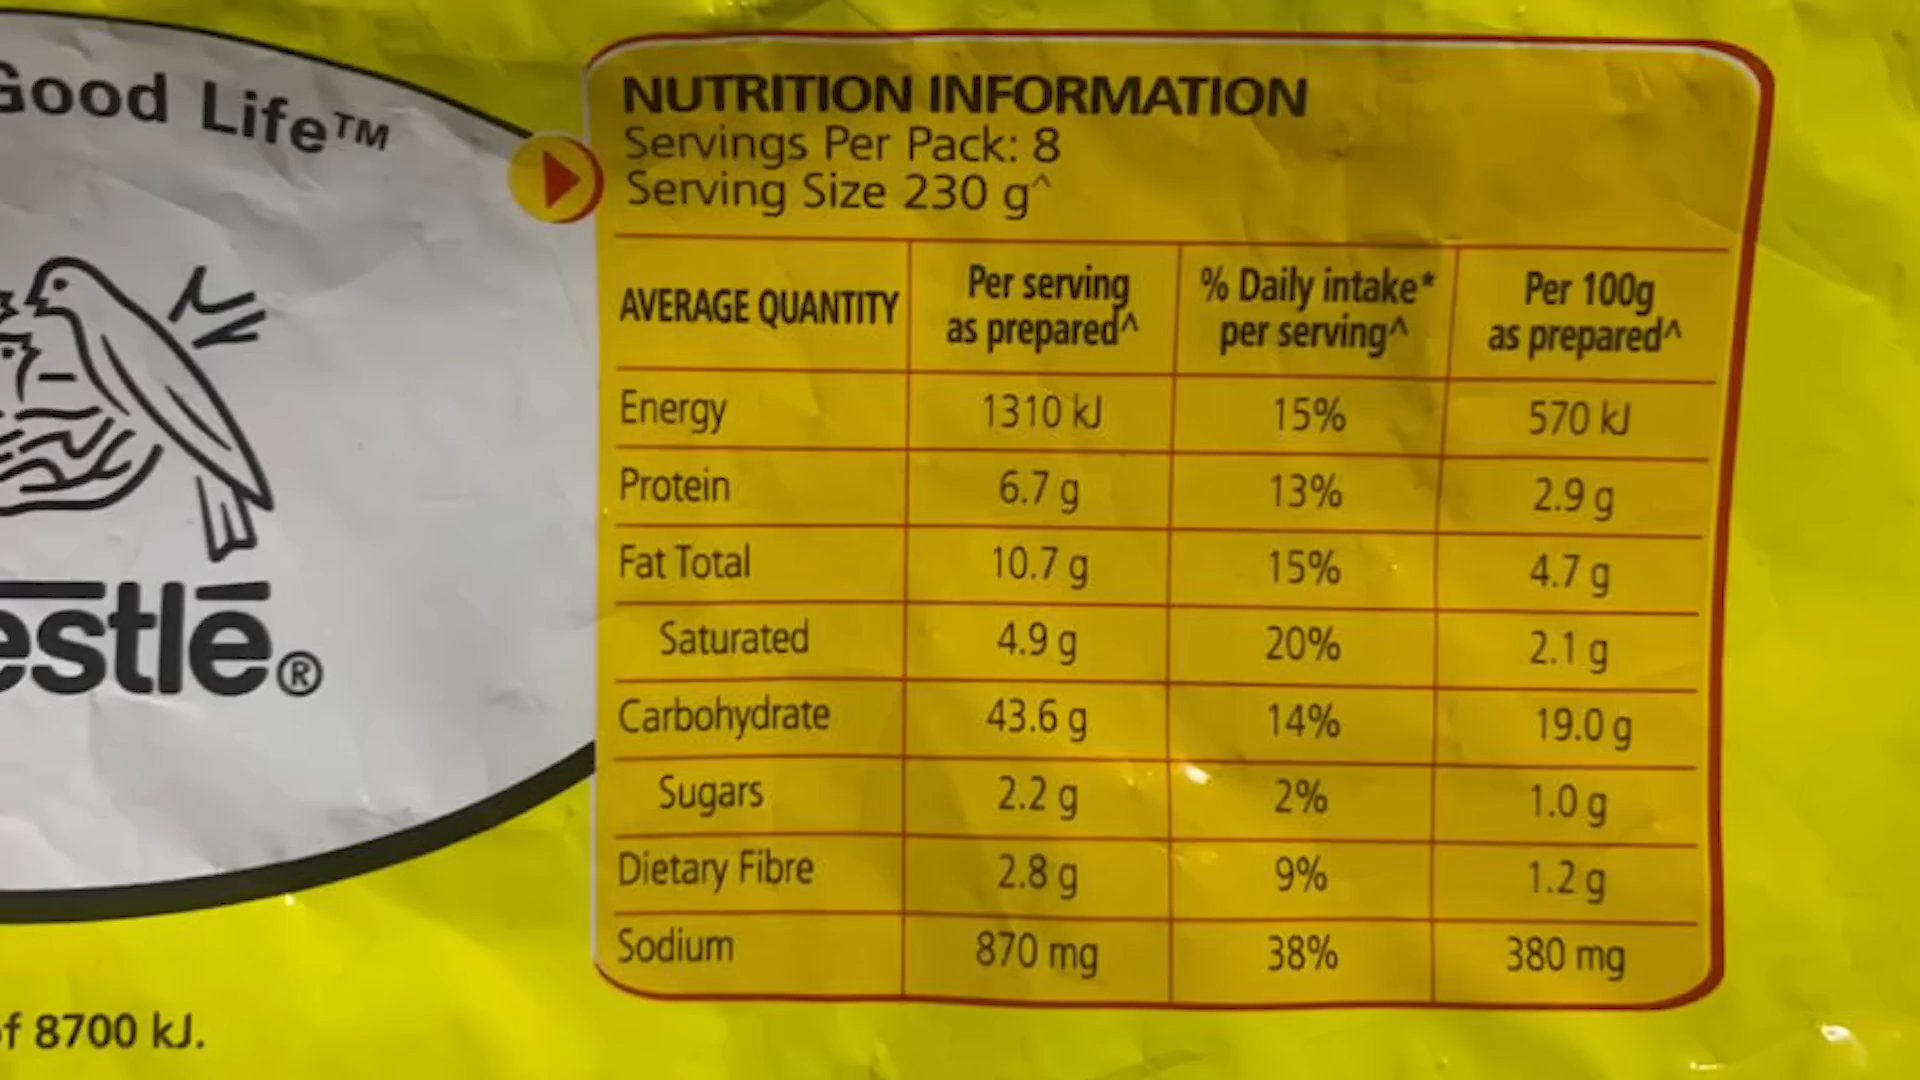 Good Life™
estlé®
f 8700 kJ.
NUTRITION INFORMATION
Servings Per Pack: 8
Serving Size 230 g^
AVERAGE QUANTITY Per serving as prepared^ % Daily intake* per serving^ Per 100g as prepared^
Energy 1310 kJ 15% 570 kJ
Protein 6.7 g 13% 2.9 g
Fat Total 10.7 g 15% 4.7 g
Saturated 4.9 g 20% 2.1 g
Carbohydrate 43.6 g 14% 19.0 g
Sugars 2.2 g 2% 1.0 g
Dietary Fibre 2.8 g 9% 1.2 g
Sodium 870 mg 38% 380 mg